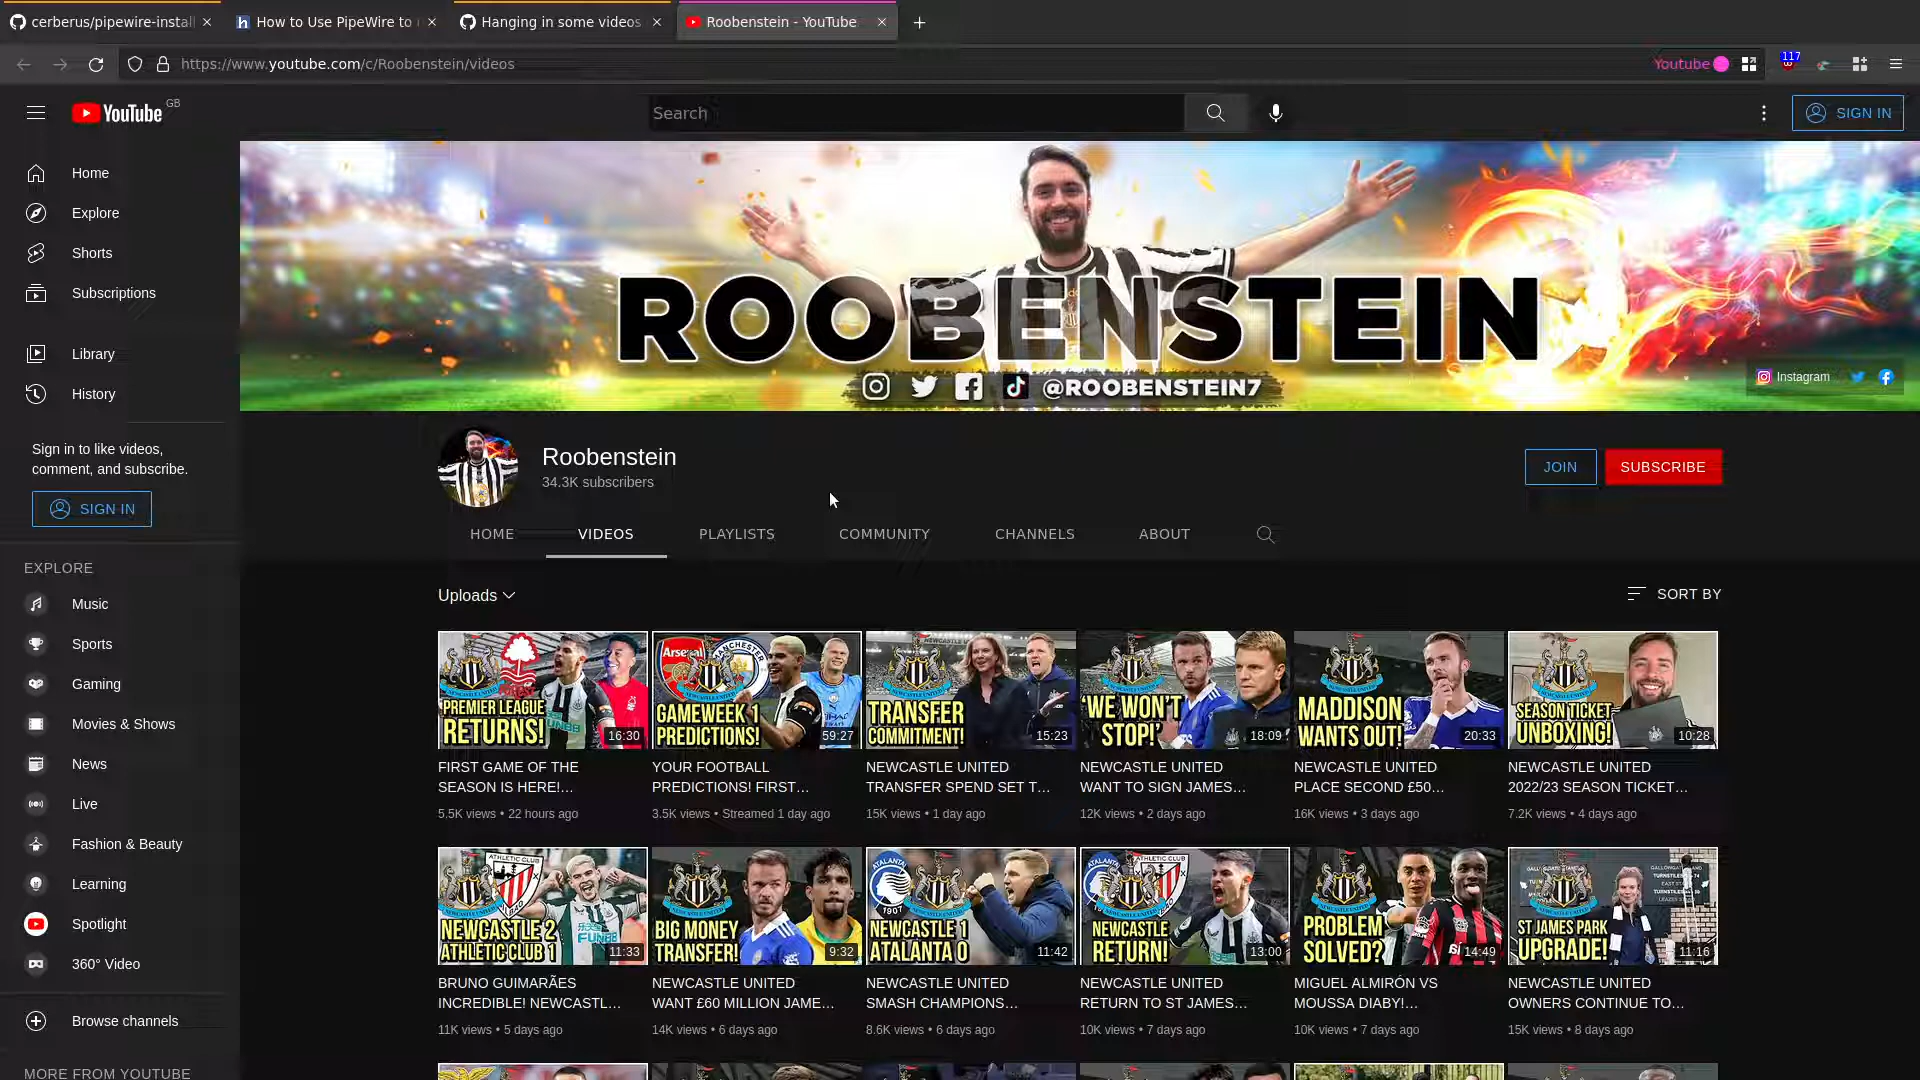 cerberus/pipewire-install
How to Use PipeWire to
Hanging in some videos
Roobenstein - YouTube
https://www.youtube.com/c/Roobenstein/videos
Youtube
117
YouTube GB
Search
SIGN IN
Home
Explore
Shorts
Subscriptions
Library
History
Sign in to like videos,
comment, and subscribe.
SIGN IN
EXPLORE
Music
Sports
Gaming
Movies & Shows
News
Live
Fashion & Beauty
Learning
Spotlight
360° Video
Browse channels
MORE FROM YOUTUBE
ROOBENSTEIN
@ROOBENSTEIN7
Instagram
Roobenstein
34.3K subscribers
JOIN
SUBSCRIBE
HOME
VIDEOS
PLAYLISTS
COMMUNITY
CHANNELS
ABOUT
Uploads
SORT BY
PREMIER LEAGUE
RETURNS!
16:30
FIRST GAME OF THE
SEASON IS HERE!...
5.5K views • 22 hours ago
Arsenal
MANCHESTER
GAMEWEEK 1
PREDICTIONS!
59:27
YOUR FOOTBALL
PREDICTIONS! FIRST...
3.5K views • Streamed 1 day ago
TRANSFER
COMMITMENT!
15:23
NEWCASTLE UNITED
TRANSFER SPEND SET T...
15K views • 1 day ago
'WE WON'T
STOP!'
18:09
NEWCASTLE UNITED
WANT TO SIGN JAMES...
12K views • 2 days ago
MADDISON
WANTS OUT!
20:33
NEWCASTLE UNITED
PLACE SECOND £50...
16K views • 3 days ago
SEASON TICKET
UNBOXING!
10:28
NEWCASTLE UNITED
2022/23 SEASON TICKET...
7.2K views • 4 days ago
ATHLETIC CLUB
NEWCASTLE 2
ATHLETIC CLUB 1
FUN88
11:33
BRUNO GUIMARÃES
INCREDIBLE! NEWCASTL...
11K views • 5 days ago
BIG MONEY
TRANSFER!
9:32
NEWCASTLE UNITED
WANT £60 MILLION JAME...
14K views • 6 days ago
ATALANTA
1907
NEWCASTLE 1
ATALANTA 0
11:42
NEWCASTLE UNITED
SMASH CHAMPIONS...
8.6K views • 6 days ago
ATALANTA
ATHLETIC CLUB
NEWCASTLE
RETURN!
13:00
NEWCASTLE UNITED
RETURN TO ST JAMES...
10K views • 7 days ago
PROBLEM
SOLVED?
14:49
MIGUEL ALMIRÓN VS
MOUSSA DIABY!...
10K views • 7 days ago
ST JAMES PARK
UPGRADE!
11:16
NEWCASTLE UNITED
OWNERS CONTINUE TO...
15K views • 8 days ago